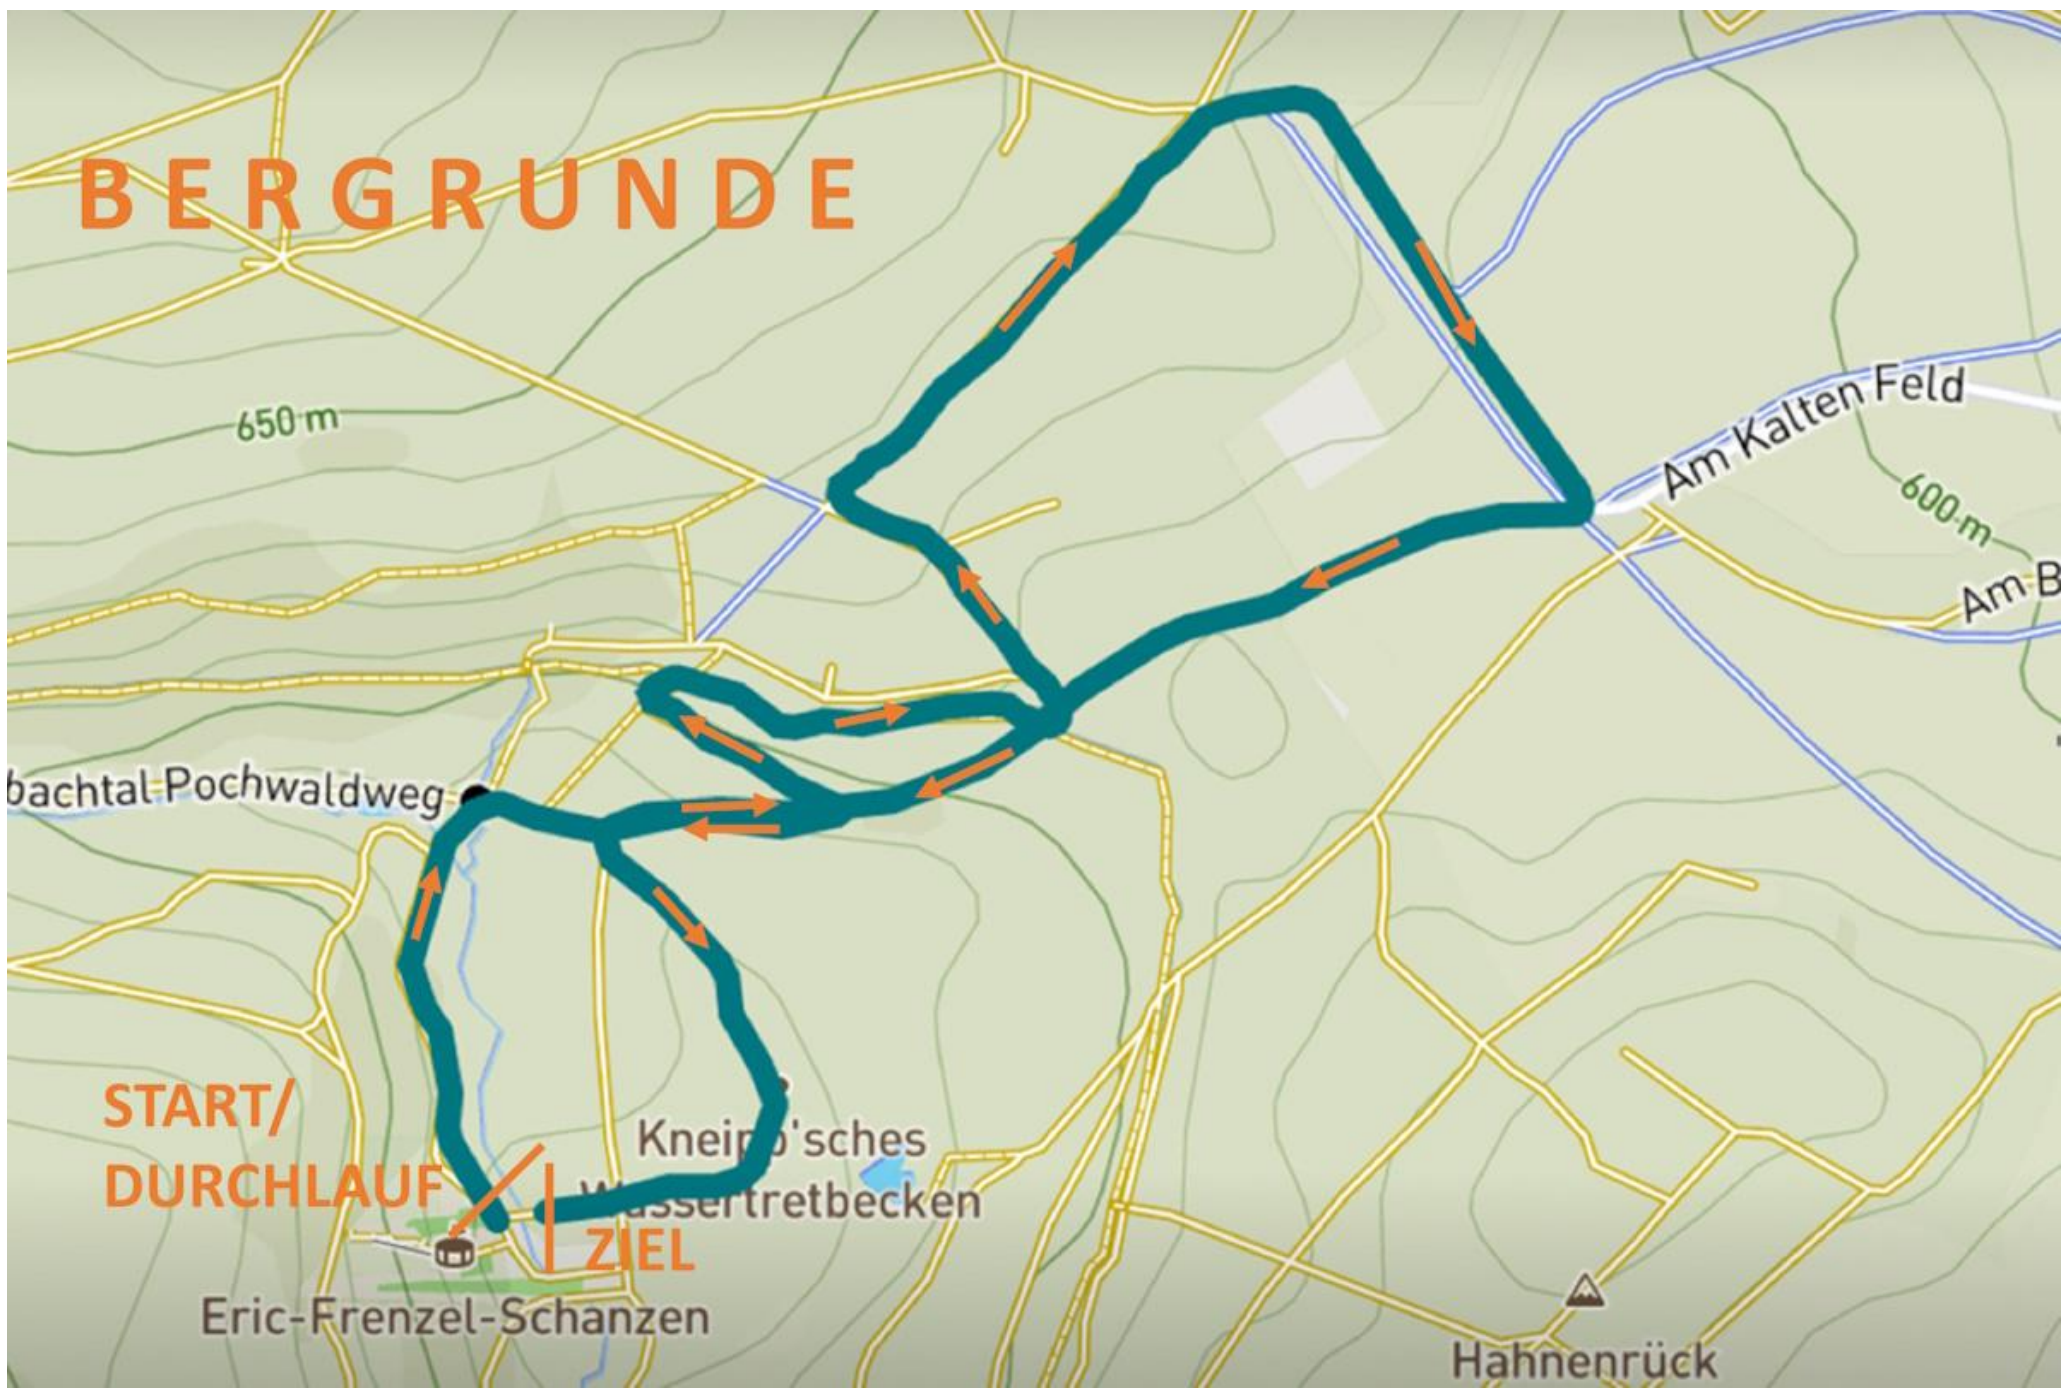 BERGRUNDE
650 m
Am Kalten Feld
600 m
Am B
bachtal Pochwaldweg
START/
DURCHLAUF
Kneipp'sches
Wassertretbecken
ZIEL
Eric-Frenzel-Schanzen
Hahnenrück